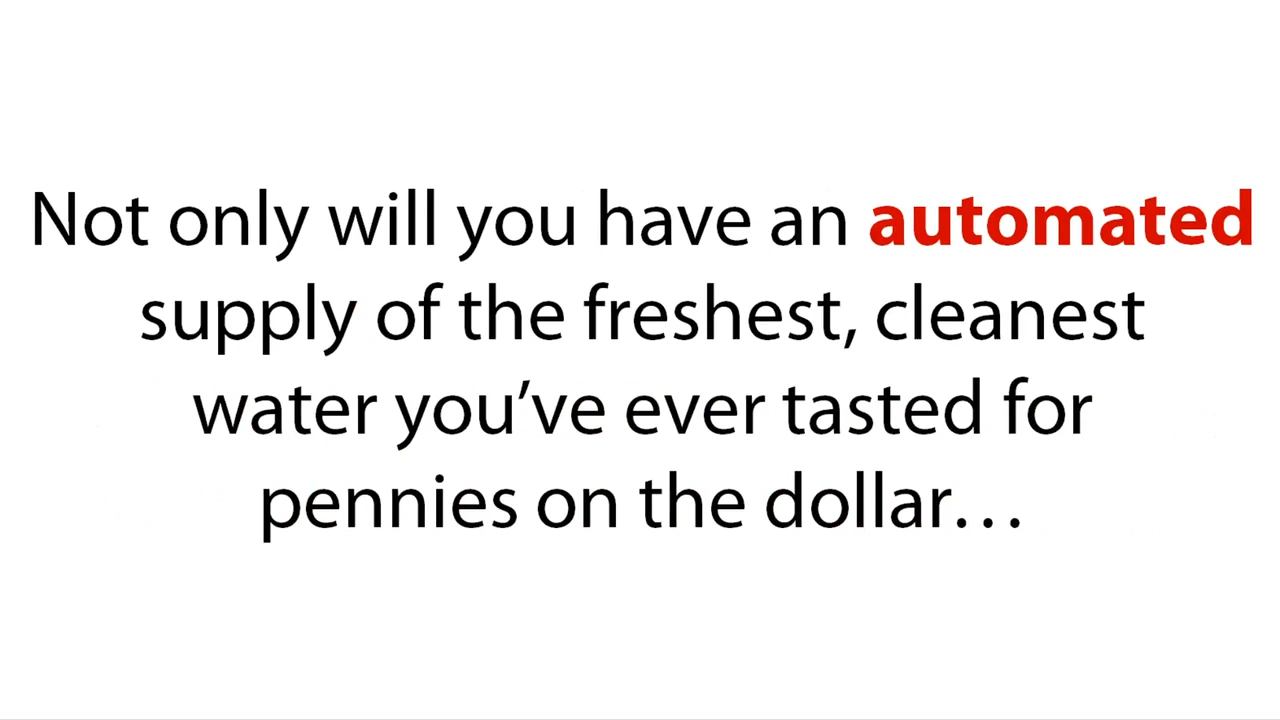 Not only will you have an automated
supply of the freshest, cleanest
water you’ve ever tasted for
pennies on the dollar…